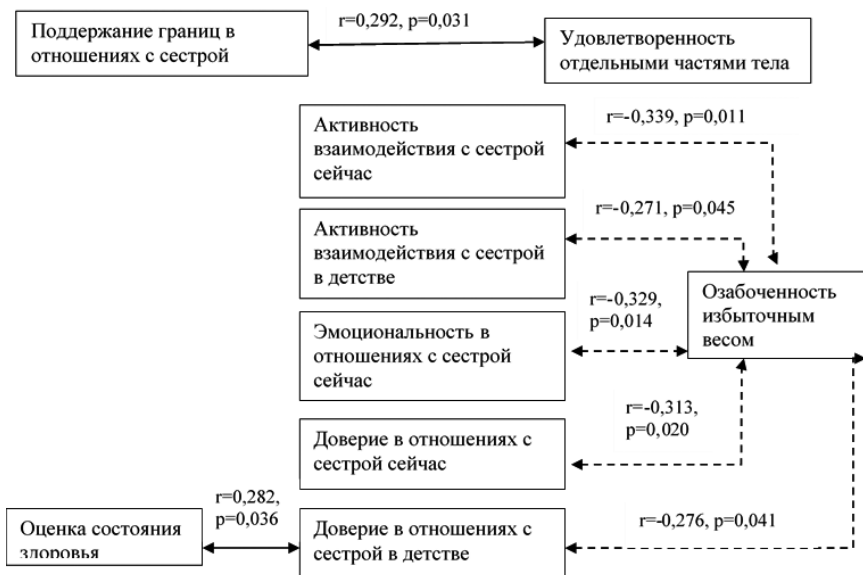 r=0,292, p=0,031
Поддержание границ в
отношениях с сестрой
Удовлетворенность
отдельными частями тела
Активность
взаимодействия с сестрой
сейчас
r=-0,339, p=0,011
Активность
взаимодействия с сестрой
в детстве
r=-0,271, p=0,045
Озабоченность
избыточным
весом
Эмоциональность в
отношениях с сестрой
сейчас
r=-0,329,
p=0,014
Доверие в отношениях с
сестрой сейчас
r=-0,313,
p=0,020
Оценка состояния
здоровья
r=0,282,
p=0,036
Доверие в отношениях с
сестрой в детстве
r=-0,276, p=0,041